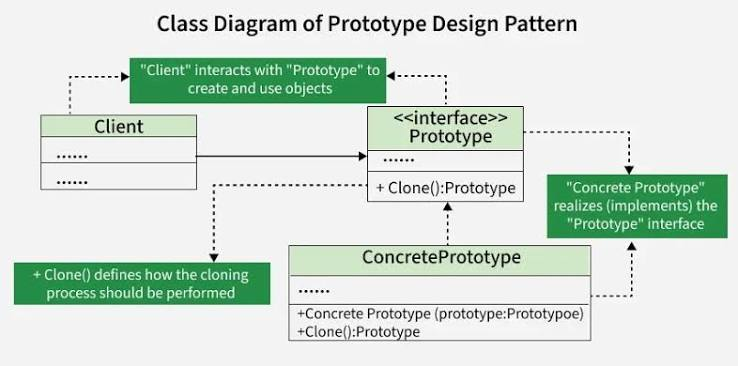 Class Diagram of Prototype Design Pattern
"Client" interacts with "Prototype" to
create and use objects
Client
......
......
<<interface>>
Prototype
......
+ Clone():Prototype
"Concrete Prototype"
realizes (implements) the
"Prototype" interface
+ Clone() defines how the cloning
process should be performed
ConcretePrototype
......
+Concrete Prototype (prototype:Prototypoe)
+Clone():Prototype